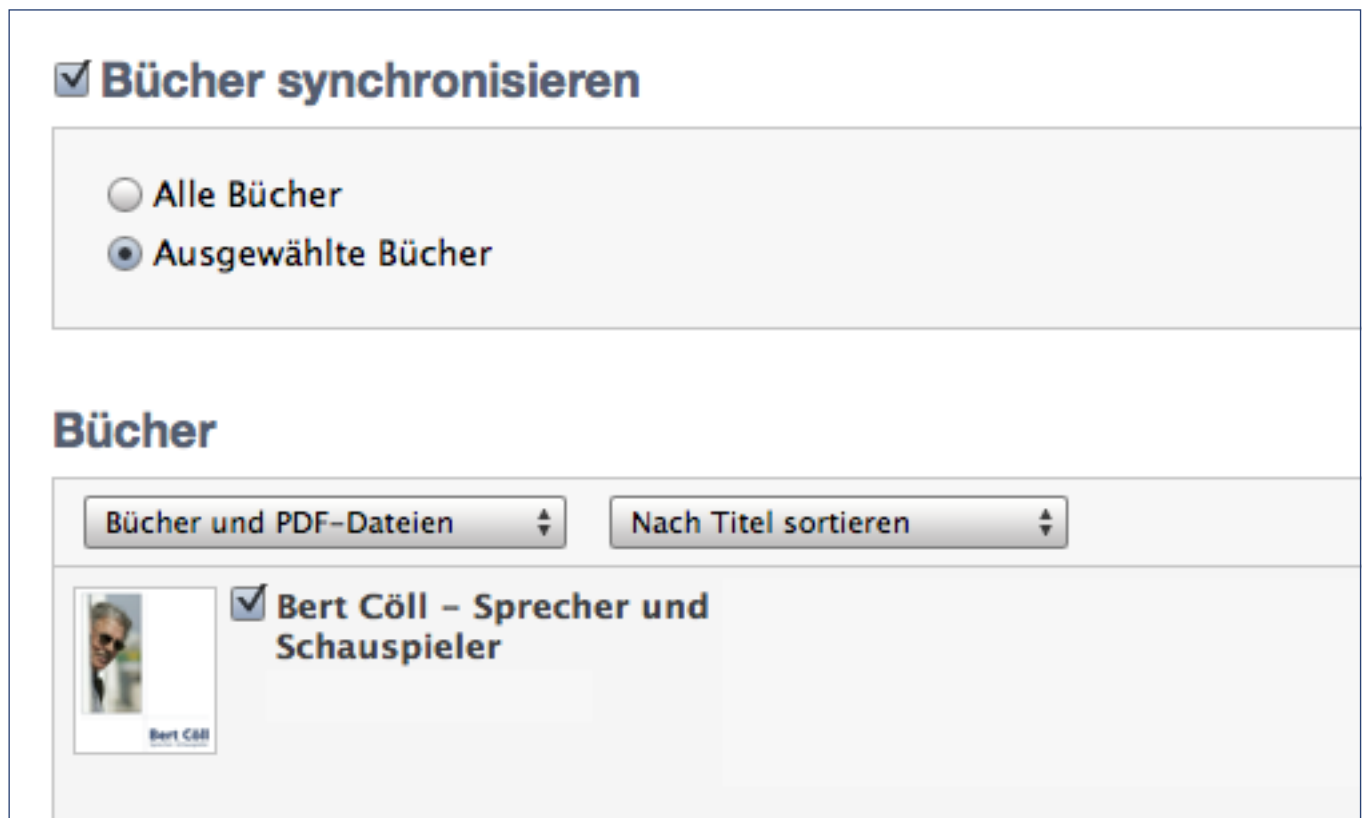 Bücher synchronisieren
Alle Bücher
Ausgewählte Bücher
Bücher
Bücher und PDF-Dateien
Nach Titel sortieren
Bert Cöll – Sprecher und
Schauspieler
Bert Cöll